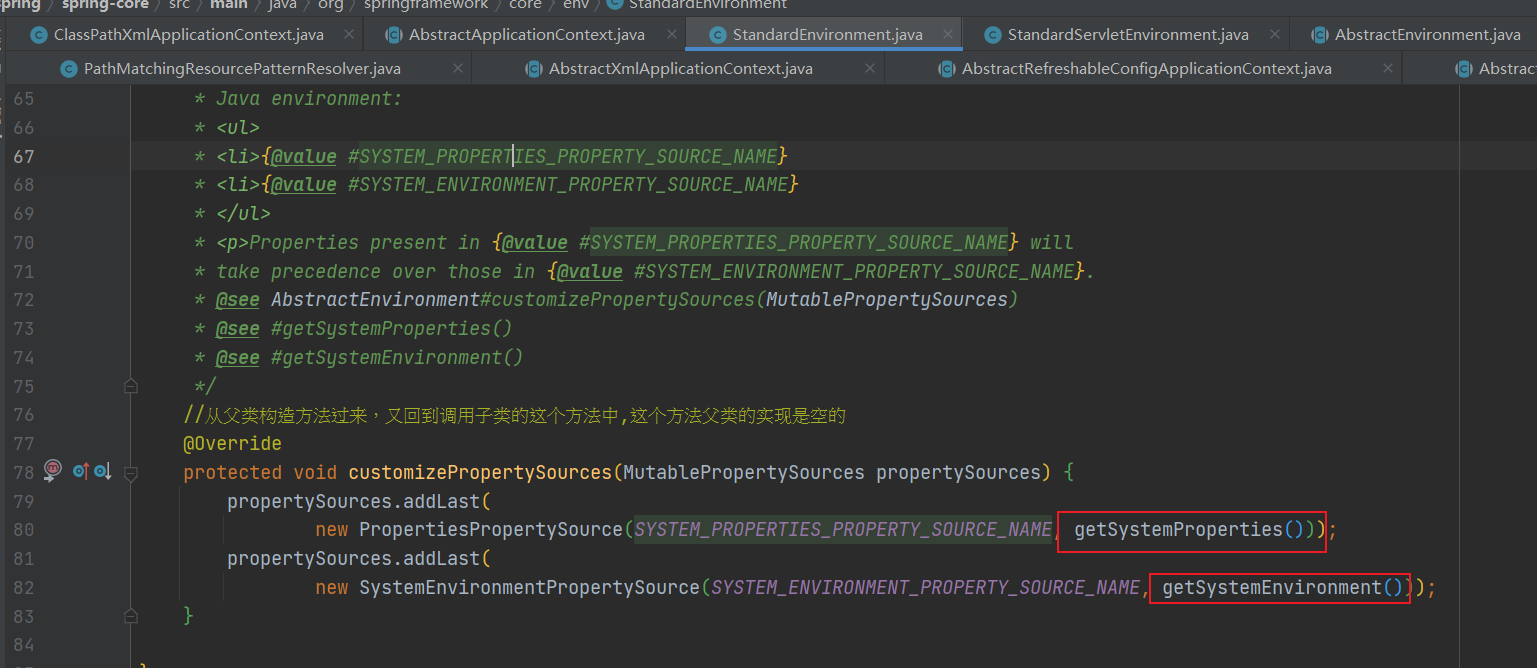 spring > spring-core > src > main > java > org > springframework > core > env > StandardEnvironment
ClassPathXmlApplicationContext.java AbstractApplicationContext.java StandardEnvironment.java StandardServletEnvironment.java AbstractEnvironment.java
PathMatchingResourcePatternResolver.java AbstractXmlApplicationContext.java AbstractRefreshableConfigApplicationContext.java Abstrac
65 * Java environment:
66 * <ul>
67 * <li>{@value #SYSTEM_PROPERTIES_PROPERTY_SOURCE_NAME}
68 * <li>{@value #SYSTEM_ENVIRONMENT_PROPERTY_SOURCE_NAME}
69 * </ul>
70 * <p>Properties present in {@value #SYSTEM_PROPERTIES_PROPERTY_SOURCE_NAME} will
71 * take precedence over those in {@value #SYSTEM_ENVIRONMENT_PROPERTY_SOURCE_NAME}.
72 * @see AbstractEnvironment#customizePropertySources(MutablePropertySources)
73 * @see #getSystemProperties()
74 * @see #getSystemEnvironment()
75 */
76 //从父类构造方法过来，又回到调用子类的这个方法中,这个方法父类的实现是空的
77 @Override
78 protected void customizePropertySources(MutablePropertySources propertySources) {
79 propertySources.addLast(
80 new PropertiesPropertySource(SYSTEM_PROPERTIES_PROPERTY_SOURCE_NAME, getSystemProperties()));
81 propertySources.addLast(
82 new SystemEnvironmentPropertySource(SYSTEM_ENVIRONMENT_PROPERTY_SOURCE_NAME, getSystemEnvironment()));
83 }
84